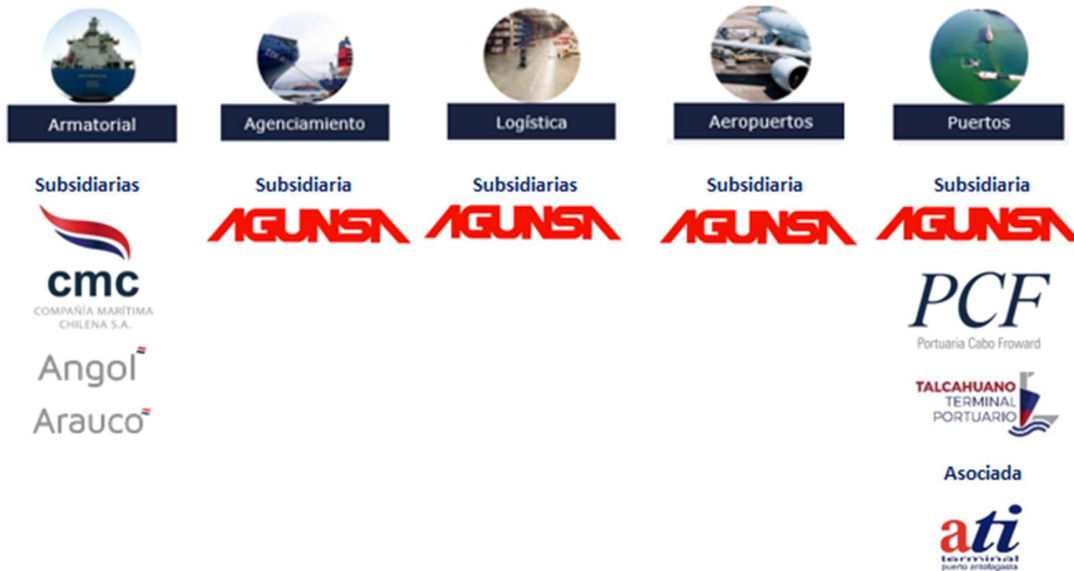 Armatorial
Agenciamiento
Logística
Aeropuertos
Puertos
Subsidiarias
Subsidiaria
Subsidiarias
Subsidiaria
Subsidiaria
AGUNSA
AGUNSA
AGUNSA
AGUNSA
cmc
COMPAÑÍA MARÍTIMA
CHILENA S.A.
Angol
Arauco
PCF
Portuaria Cabo Froward
TALCAHUANO
TERMINAL
PORTUARIO
Asociada
ati
terminal
puerto antofagasta